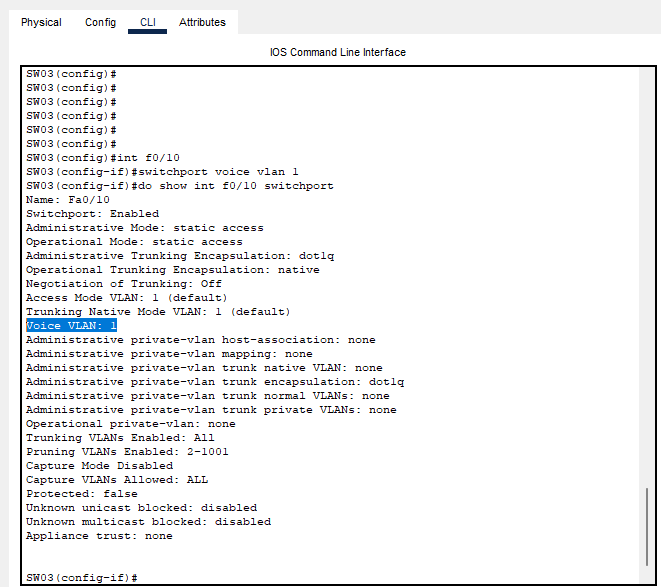 Physical Config CLI Attributes
IOS Command Line Interface
SW03(config)#
SW03(config)#
SW03(config)#
SW03(config)#
SW03(config)#
SW03(config)#
SW03(config)#int f0/10
SW03(config-if)#switchport voice vlan 1
SW03(config-if)#do show int f0/10 switchport
Name: Fa0/10
Switchport: Enabled
Administrative Mode: static access
Operational Mode: static access
Administrative Trunking Encapsulation: dot1q
Operational Trunking Encapsulation: native
Negotiation of Trunking: Off
Access Mode VLAN: 1 (default)
Trunking Native Mode VLAN: 1 (default)
Voice VLAN: 1
Administrative private-vlan host-association: none
Administrative private-vlan mapping: none
Administrative private-vlan trunk native VLAN: none
Administrative private-vlan trunk encapsulation: dot1q
Administrative private-vlan trunk normal VLANs: none
Administrative private-vlan trunk private VLANs: none
Operational private-vlan: none
Trunking VLANs Enabled: All
Pruning VLANs Enabled: 2-1001
Capture Mode Disabled
Capture VLANs Allowed: ALL
Protected: false
Unknown unicast blocked: disabled
Unknown multicast blocked: disabled
Appliance trust: none
SW03(config-if)#